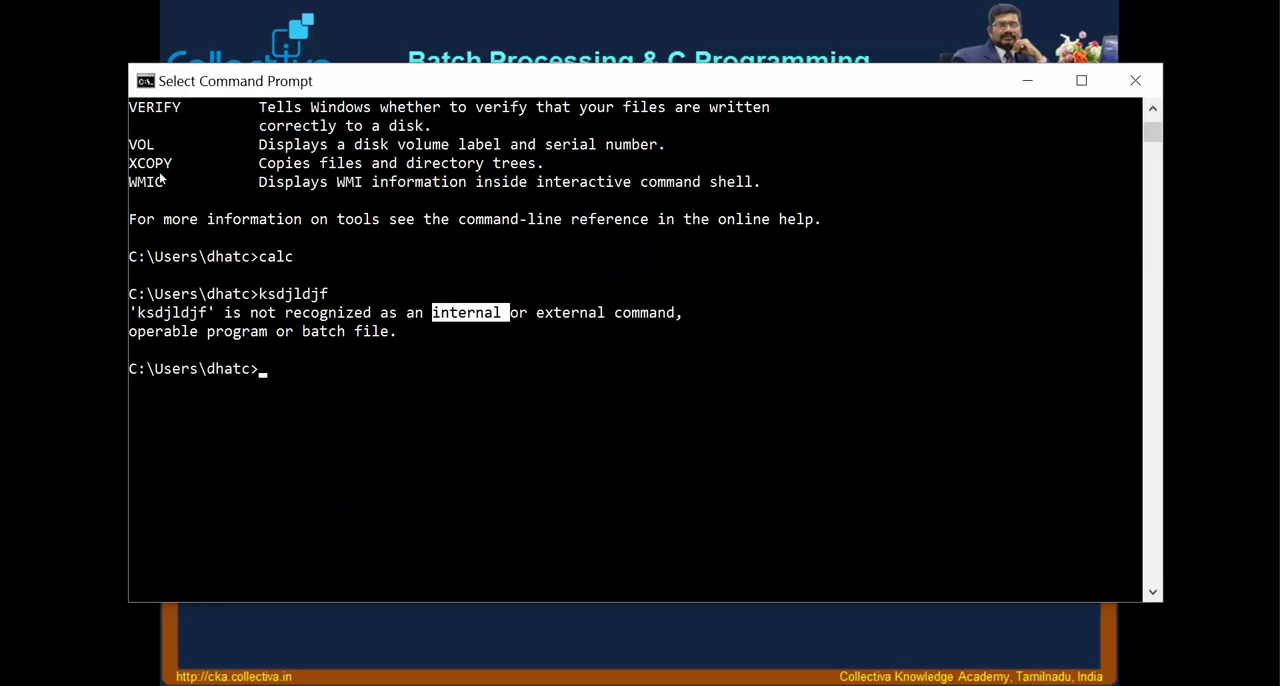 Collectiva
Batch Processing & C Programming
Select Command Prompt
VERIFY Tells Windows whether to verify that your files are written
correctly to a disk.
VOL Displays a disk volume label and serial number.
XCOPY Copies files and directory trees.
WMIC Displays WMI information inside interactive command shell.
For more information on tools see the command-line reference in the online help.
C:\Users\dhatc>calc
C:\Users\dhatc>ksdjldjf
'ksdjldjf' is not recognized as an internal or external command,
operable program or batch file.
C:\Users\dhatc>
http://cka.collectiva.in
Collectiva Knowledge Academy, Tamilnadu, India